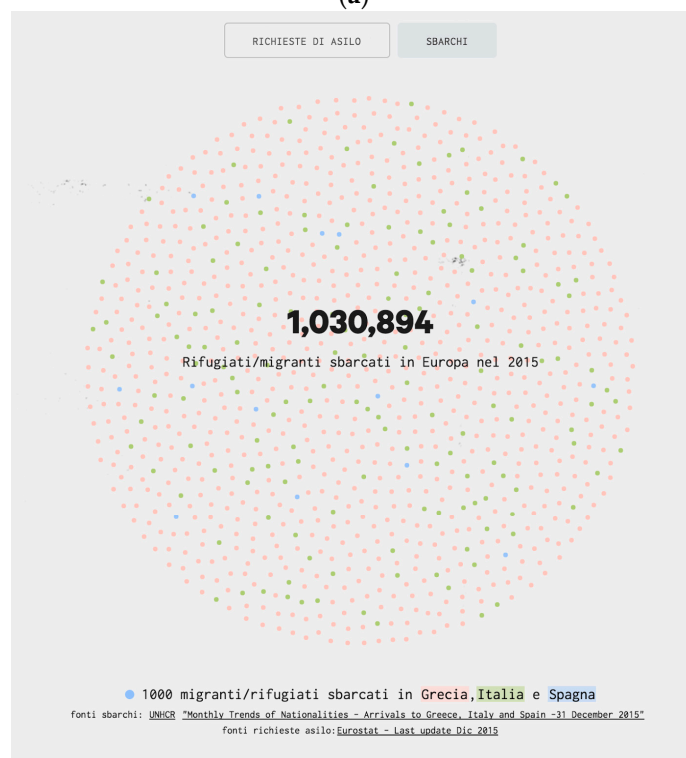 (a)
RICHIESTE DI ASILO SBARCHI
1,030,894
Rifugiati/migranti sbarcati in Europa nel 2015
1000 migranti/rifugiati sbarcati in Grecia,Italia e Spagna
fonti sbarchi: UNHCR "Monthly Trends of Nationalities - Arrivals to Greece, Italy and Spain -31 December 2015"
fonti richieste asilo:Eurostat - Last update Dic 2015